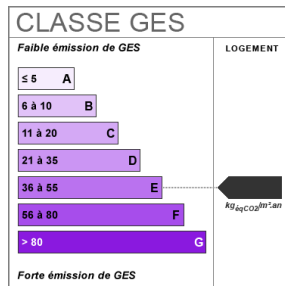 CLASSE GES
Faible émission de GES
LOGEMENT
≤ 5 A
6 à 10 B
11 à 20 C
21 à 35 D
36 à 55 E
kgéqCO2/m².an
56 à 80 F
> 80 G
Forte émission de GES